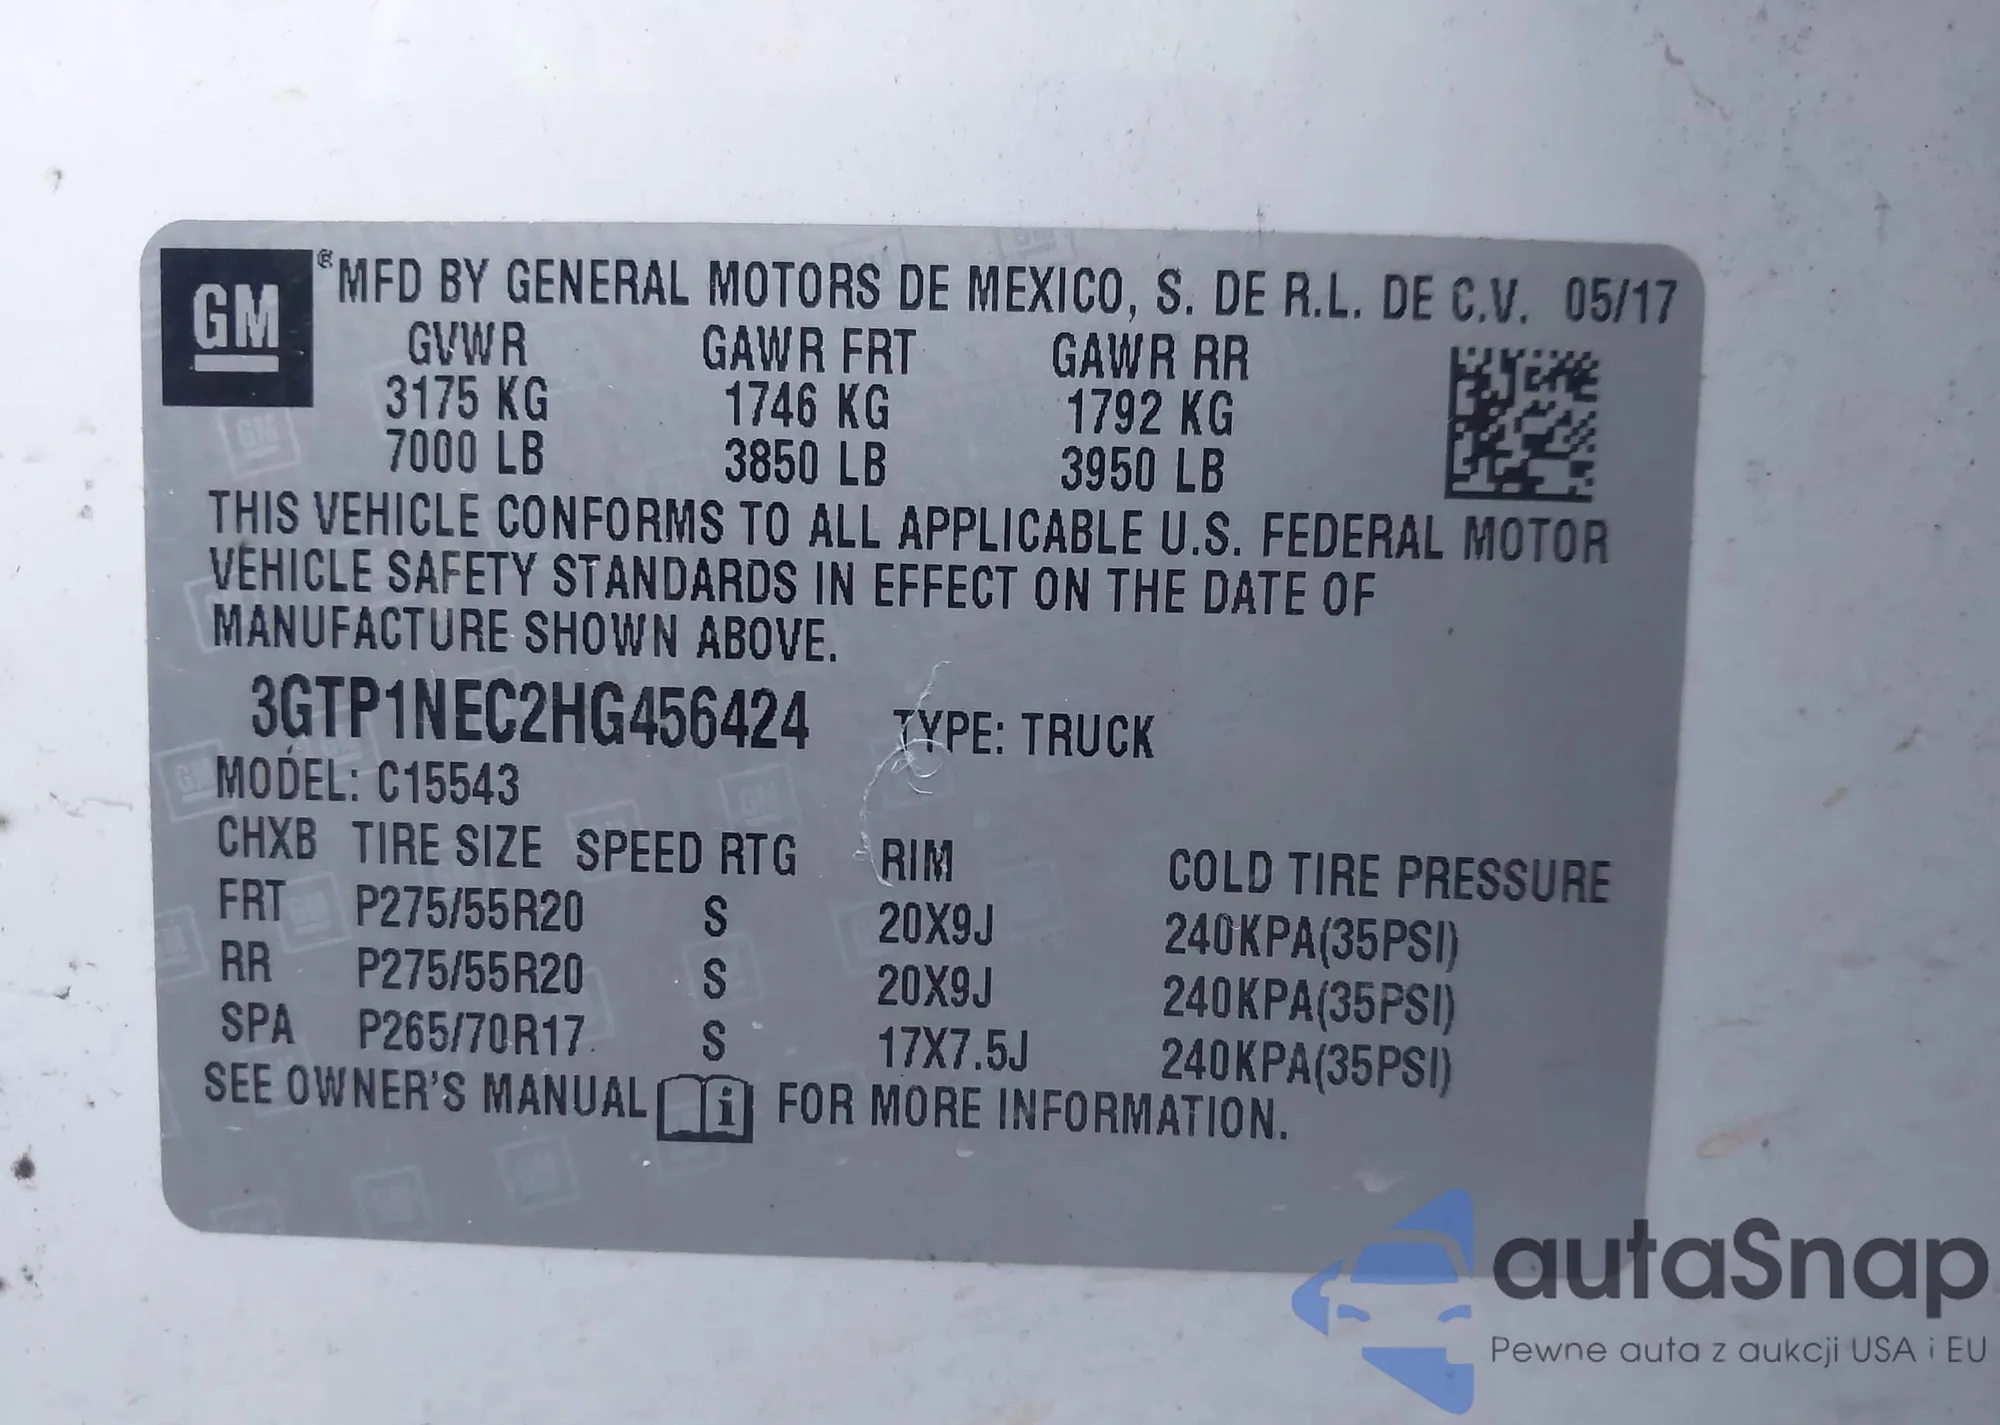 GM ® MFD BY GENERAL MOTORS DE MEXICO, S. DE R.L. DE C.V. 05/17
GVWR GAWR FRT GAWR RR
3175 KG 1746 KG 1792 KG
7000 LB 3850 LB 3950 LB
THIS VEHICLE CONFORMS TO ALL APPLICABLE U.S. FEDERAL MOTOR
VEHICLE SAFETY STANDARDS IN EFFECT ON THE DATE OF
MANUFACTURE SHOWN ABOVE.
3GTP1NEC2HG456424 TYPE: TRUCK
MODEL: C15543
CHXB TIRE SIZE SPEED RTG RIM COLD TIRE PRESSURE
FRT P275/55R20 S 20X9J 240KPA(35PSI)
RR P275/55R20 S 20X9J 240KPA(35PSI)
SPA P265/70R17 S 17X7.5J 240KPA(35PSI)
SEE OWNER'S MANUAL i FOR MORE INFORMATION.
autaSnap
Pewne auta z aukcji USA i EU